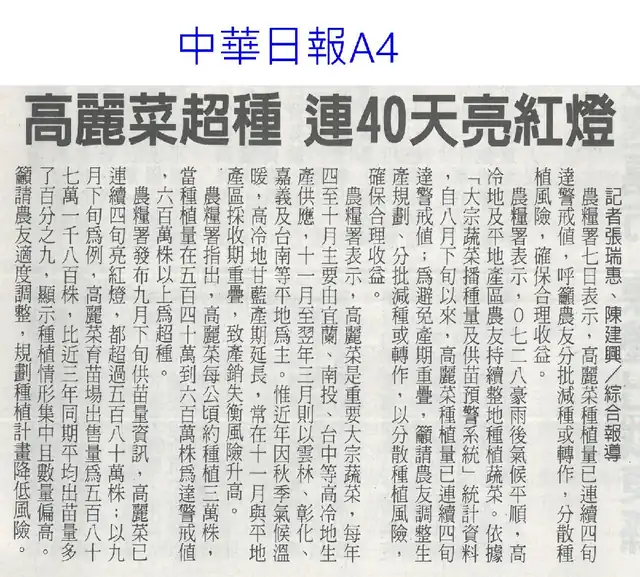 中華日報A4
高麗菜超種 連40天亮紅燈
記者張瑞惠、陳建興／綜合報導
農糧署七日表示，高麗菜種植量已連續四旬
達警戒值，呼籲農友分批減種或轉作，分散種
植風險，確保合理收益。
農糧署表示，０七二八豪雨後氣候平順，高
冷地及平地產區農友持續整地種植蔬菜。依據
「大宗蔬菜播種量及供苗預警系統」統計資料
，自八月下旬以來，高麗菜種植量已連續四旬
達警戒值；為避免產期重疊，籲請農友調整生
產規劃、分批減種或轉作，以分散種植風險，
確保合理收益。
農糧署表示，高麗菜是重要大宗蔬菜，每年
四至十月主要由宜蘭、南投、台中等高冷地生
產供應，十一月至翌年三月則以雲林、彰化、
嘉義及台南等平地為主。惟近年因秋季氣候溫
暖，高冷地甘藍產期延長，常在十一月與平地
產區採收期重疊，致產銷失衡風險升高。
農糧署指出，高麗菜每公頃約種植三萬株，
當種植量在五百四十萬到六百萬株為達警戒值
，六百萬株以上為超種。
農糧署發布九月下旬供苗量資訊，高麗菜已
連續四旬亮紅燈，都超過五百八十萬株；以九
月下旬為例，高麗菜育苗場出售量為五百八十
七萬一千八百株，比近三年同期平均出苗量多
了百分之九，顯示種植情形集中且數量偏高。
籲請農友適度調整，規劃種植計畫降低風險。